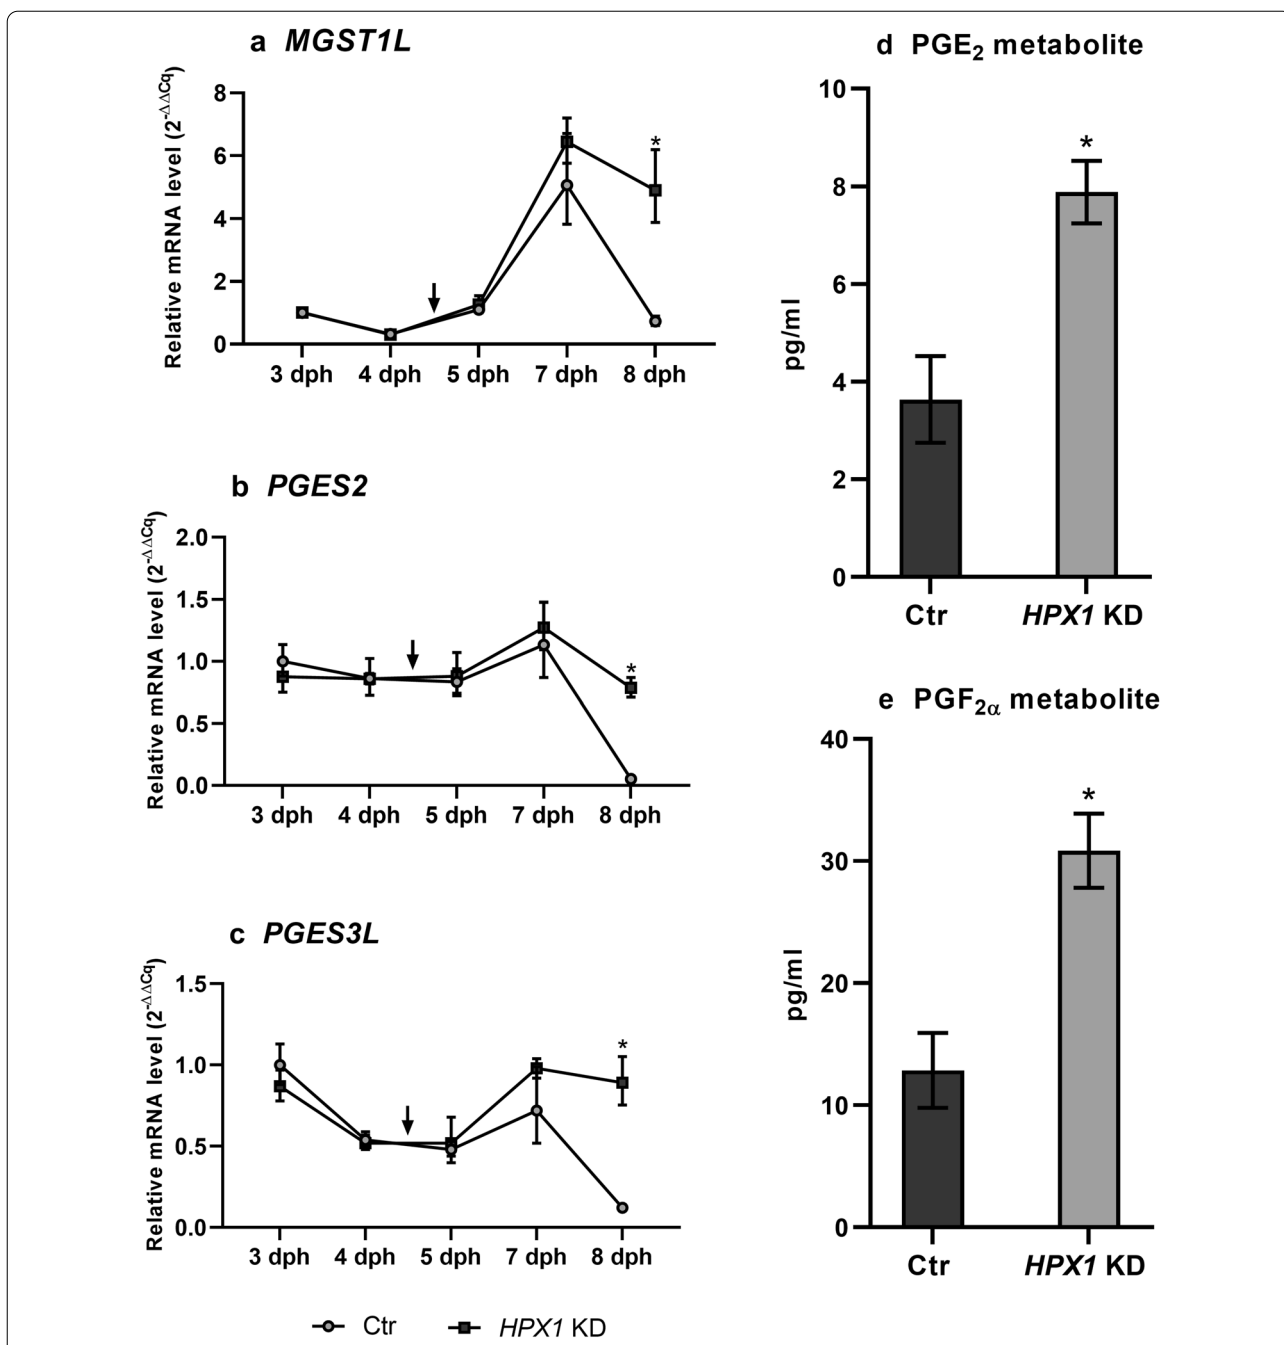 a MGST1L
Relative mRNA level (2-ΔΔCq)
8
6
4
2
0
3 dph 4 dph 5 dph 7 dph 8 dph
*
b PGES2
Relative mRNA level (2-ΔΔCq)
2.0
1.5
1.0
0.5
0.0
3 dph 4 dph 5 dph 7 dph 8 dph
*
c PGES3L
Relative mRNA level (2-ΔΔCq)
1.5
1.0
0.5
0.0
3 dph 4 dph 5 dph 7 dph 8 dph
*
Ctr HPX1 KD
d PGE2 metabolite
pg/ml
10
8
6
4
2
0
*
Ctr HPX1 KD
e PGF2α metabolite
pg/ml
40
30
20
10
0
*
Ctr HPX1 KD